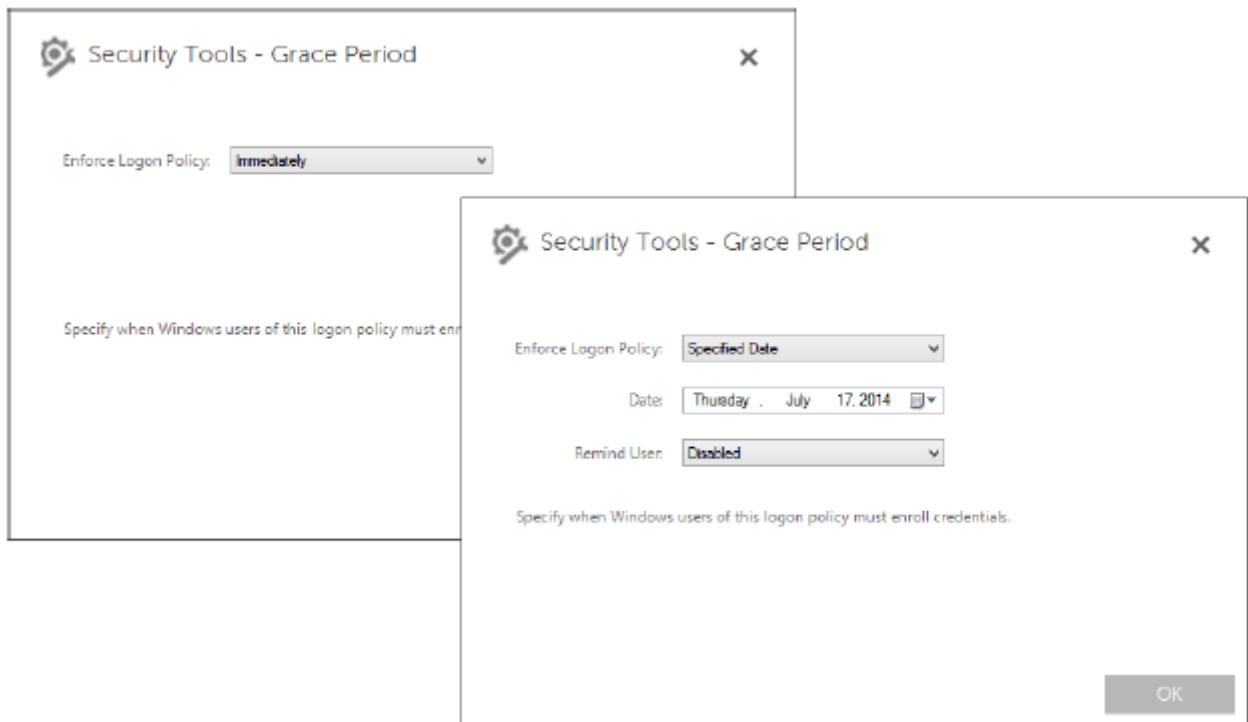 Security Tools - Grace Period
Enforce Logon Policy: Immediately
Specify when Windows users of this logon policy must enr
Security Tools - Grace Period
Enforce Logon Policy: Specified Date
Date: Thursday , July 17, 2014
Remind User: Disabled
Specify when Windows users of this logon policy must enroll credentials.
OK